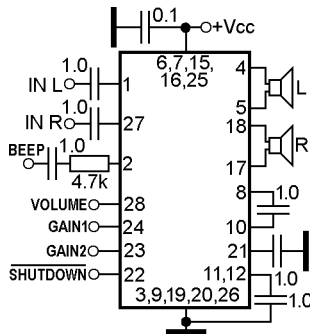 0.1
+Vcc
6,7,15,
16,25
1.0
IN L
1
1.0
IN R
27
BEEP
1.0
4.7k
2
VOLUME
28
GAIN1
24
GAIN2
23
SHUTDOWN
22
4
5
L
18
17
R
8
1.0
10
21
1.0
11,12
1.0
3,9,19,20,26